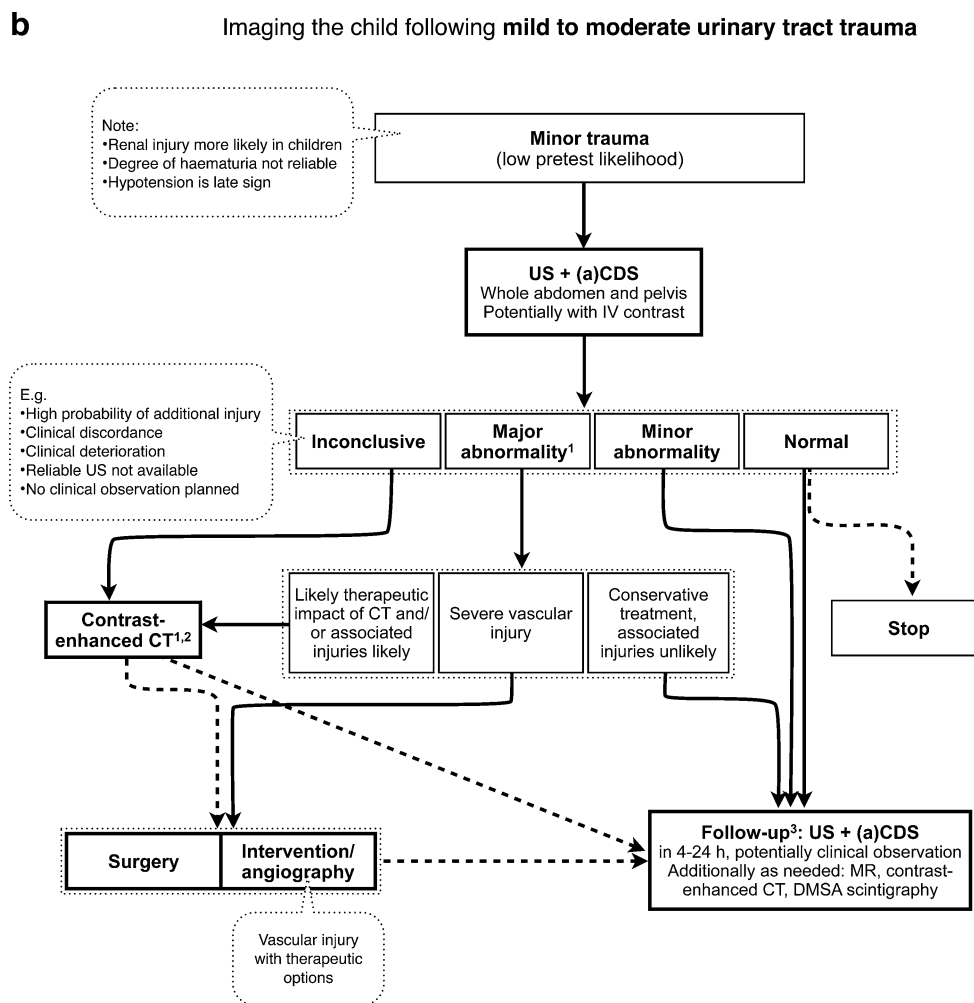 b
Imaging the child following mild to moderate urinary tract trauma
Note:
•Renal injury more likely in children
•Degree of haematuria not reliable
•Hypotension is late sign
Minor trauma
(low pretest likelihood)
US + (a)CDS
Whole abdomen and pelvis
Potentially with IV contrast
E.g.
•High probability of additional injury
•Clinical discordance
•Clinical deterioration
•Reliable US not available
•No clinical observation planned
Inconclusive
Major
abnormality¹
Minor
abnormality
Normal
Contrast-
enhanced CT¹,²
Likely therapeutic
impact of CT and/
or associated
injuries likely
Severe vascular
injury
Conservative
treatment,
associated
injuries unlikely
Stop
Surgery
Intervention/
angiography
Follow-up³: US + (a)CDS
in 4-24 h, potentially clinical observation
Additionally as needed: MR, contrast-
enhanced CT, DMSA scintigraphy
Vascular injury
with therapeutic
options